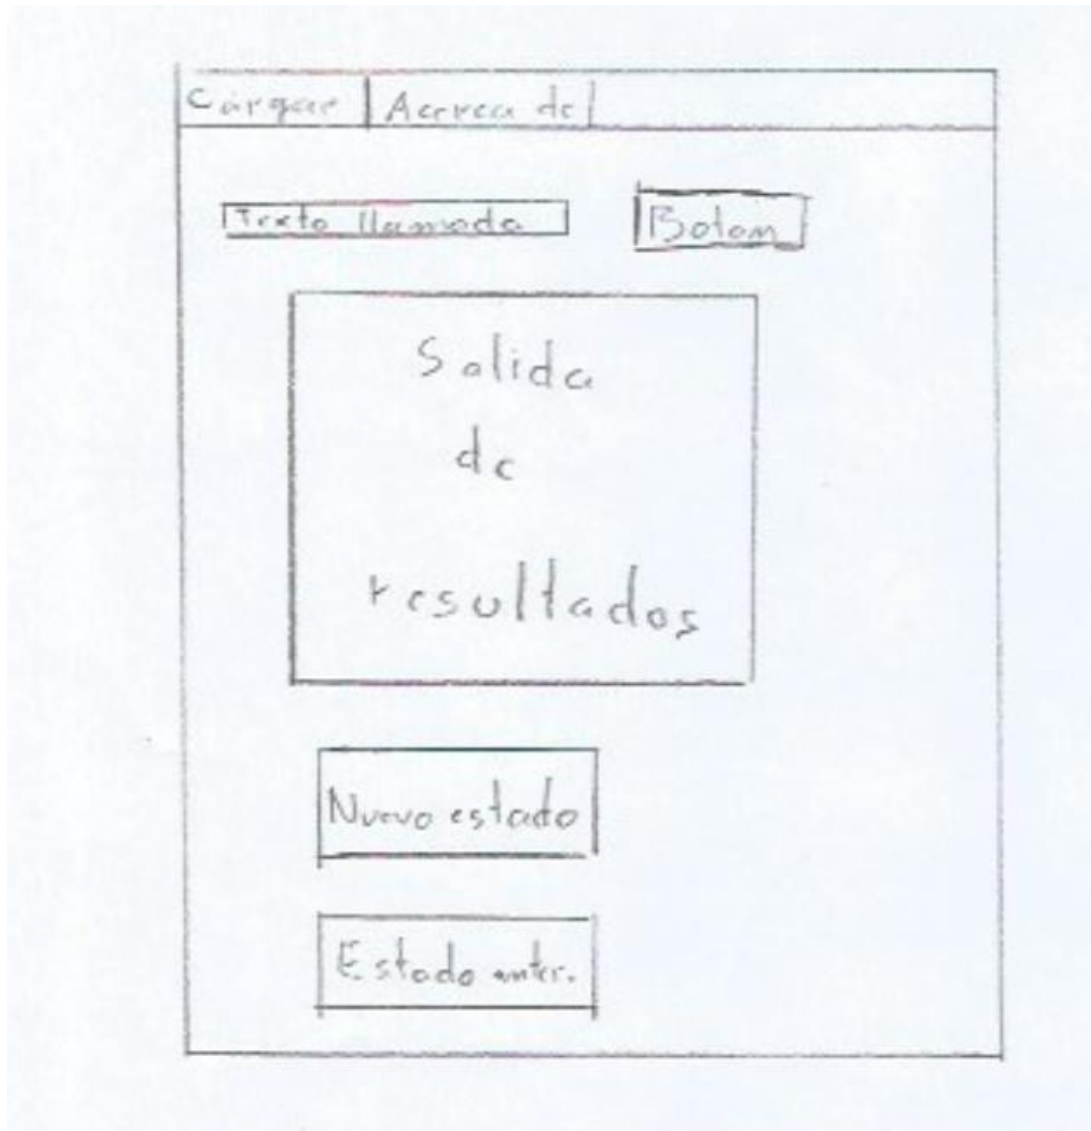 Cargar
Acerca de
Texto llamada
Boton
Salida
de
resultados
Nuevo estado
Estado anter.